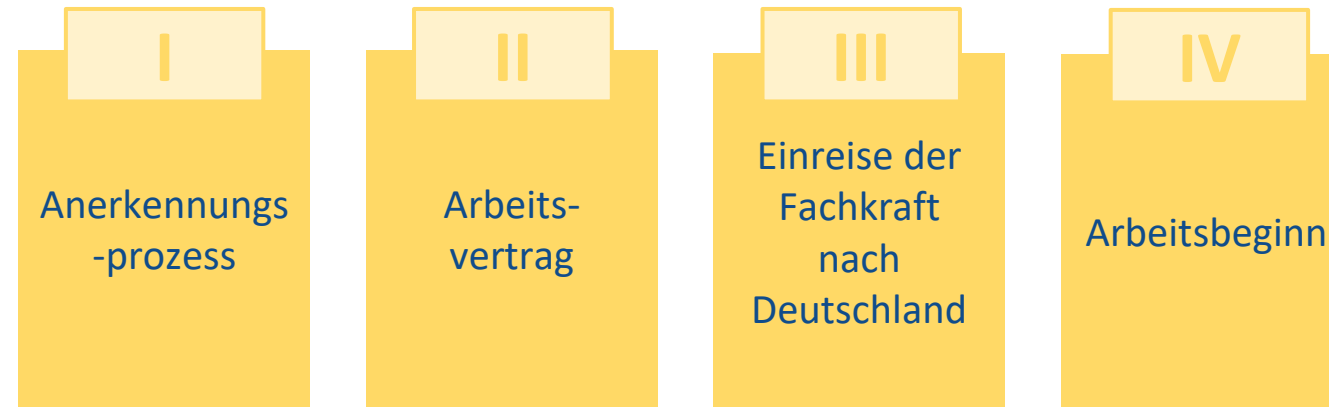 I
Anerkennungs
-prozess
II
Arbeits-
vertrag
III
Einreise der
Fachkraft
nach
Deutschland
IV
Arbeitsbeginn